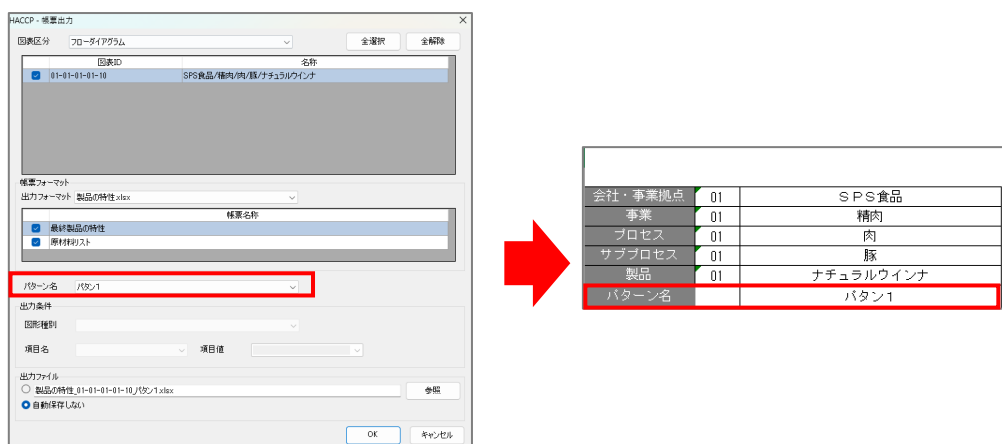 HACCP - 帳票出力
図表区分 フローダイアグラム 全選択 全解除
図表ID 名称
01-01-01-01-10 SPS食品/精肉/肉/豚/ナチュラルウインナ
帳票フォーマット
出力フォーマット 製品の特性.xlsx
帳票名称
最終製品の特性
原材料リスト
パターン名 パタン1
出力条件
図形種別
項目名 項目値
出力ファイル
製品の特性_01-01-01-01-10_パタン1.xlsx 参照
自動保存しない
OK キャンセル
会社・事業拠点 01 SPS食品
事業 01 精肉
プロセス 01 肉
サブプロセス 01 豚
製品 01 ナチュラルウインナ
パターン名 パタン1